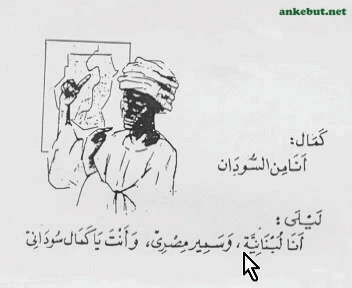 ankebut.net
كَمَال:
أَنَا مِنَ السُّودَان
لَيْلَى:
أَنَا لُبْنَانِيَّة، وَسَمِير مِصْرِى، وَأَنْتَ يَا كَمَال سُودَانِىّ